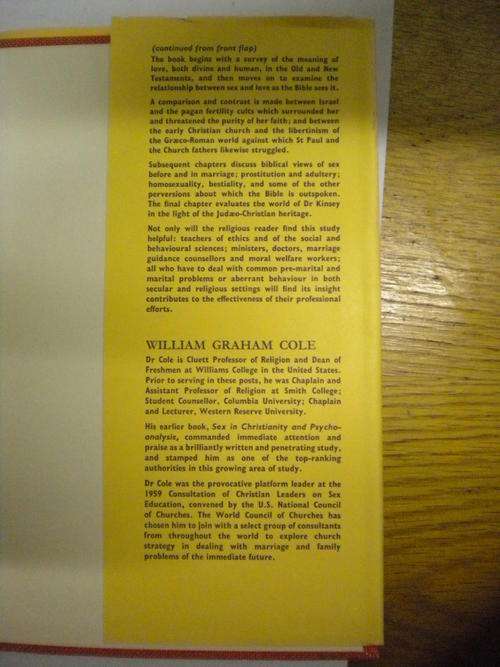 (continued from front flap)
The book begins with a survey of the meaning of
love, both divine and human, in the Old and New
Testaments, and then moves on to examine the
relationship between sex and love as the Bible sees it.
A comparison and contrast is made between Israel
and the pagan fertility cults which surrounded her
and threatened the purity of her faith; and between
the early Christian church and the libertinism of
the Græco-Roman world against which St Paul and
the Church fathers likewise struggled.
Subsequent chapters discuss biblical views of sex
before and in marriage; prostitution and adultery;
homosexuality, bestiality, and some of the other
perversions about which the Bible is outspoken.
The final chapter evaluates the world of Dr Kinsey
in the light of the Judæo-Christian heritage.
Not only will the religious reader find this study
helpful: teachers of ethics and of the social and
behavioural sciences; ministers, doctors, marriage
guidance counsellors and moral welfare workers;
all who have to deal with common pre-marital and
marital problems or aberrant behaviour in both
secular and religious settings will find its insight
contributes to the effectiveness of their professional
efforts.
WILLIAM GRAHAM COLE
Dr Cole is Cluett Professor of Religion and Dean of
Freshmen at Williams College in the United States.
Prior to serving in these posts, he was Chaplain and
Assistant Professor of Religion at Smith College;
Student Counsellor, Columbia University; Chaplain
and Lecturer, Western Reserve University.
His earlier book, Sex in Christianity and Psycho-
analysis, commanded immediate attention and
praise as a brilliantly written and penetrating study,
and stamped him as one of the top-ranking
authorities in this growing area of study.
Dr Cole was the provocative platform leader at the
1959 Consultation of Christian Leaders on Sex
Education, convened by the U.S. National Council
of Churches. The World Council of Churches has
chosen him to join with a select group of consultants
from throughout the world to explore church
strategy in dealing with marriage and family
problems of the immediate future.